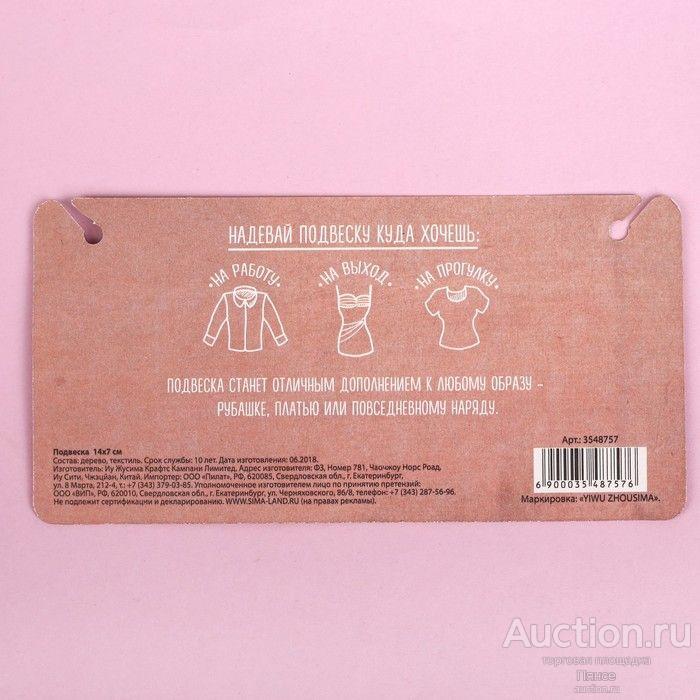 НАДЕВАЙ ПОДВЕСКУ КУДА ХОЧЕШЬ:
•НА РАБОТУ• •НА ВЫХОД• •НА ПРОГУЛКУ•
ПОДВЕСКА СТАНЕТ ОТЛИЧНЫМ ДОПОЛНЕНИЕМ К ЛЮБОМУ ОБРАЗУ -
РУБАШКЕ, ПЛАТЬЮ ИЛИ ПОВСЕДНЕВНОМУ НАРЯДУ.
Подвеска 14х7 см
Состав: дерево, текстиль. Срок службы: 10 лет. Дата изготовления: 06.2018.
Изготовитель: Иу Жусима Крафтс Кампани Лимитед. Адрес изготовителя: Ф3, Номер 781, Чаочжоу Норс Роад,
Иу Сити, Чжэцзян, Китай. Импортер: ООО «Пилат», РФ, 620085, Свердловская обл., г. Екатеринбург,
ул. 8 Марта, 212-4, т.: +7 (343) 379-03-85. Уполномоченное изготовителем лицо по принятию претензий:
ООО «ВИП», РФ, 620010, Свердловская обл., г. Екатеринбург, ул. Черняховского, 86/8, телефон: +7 (343) 287-56-96.
Не подлежит сертификации и декларированию. WWW.SIMA-LAND.RU (на правах рекламы).
Арт.: 3548757
6 900035 487576
Маркировка: «YIWU ZHOUSIMA».
Auction.ru
торговая площадка
Пянсе
auction.ru